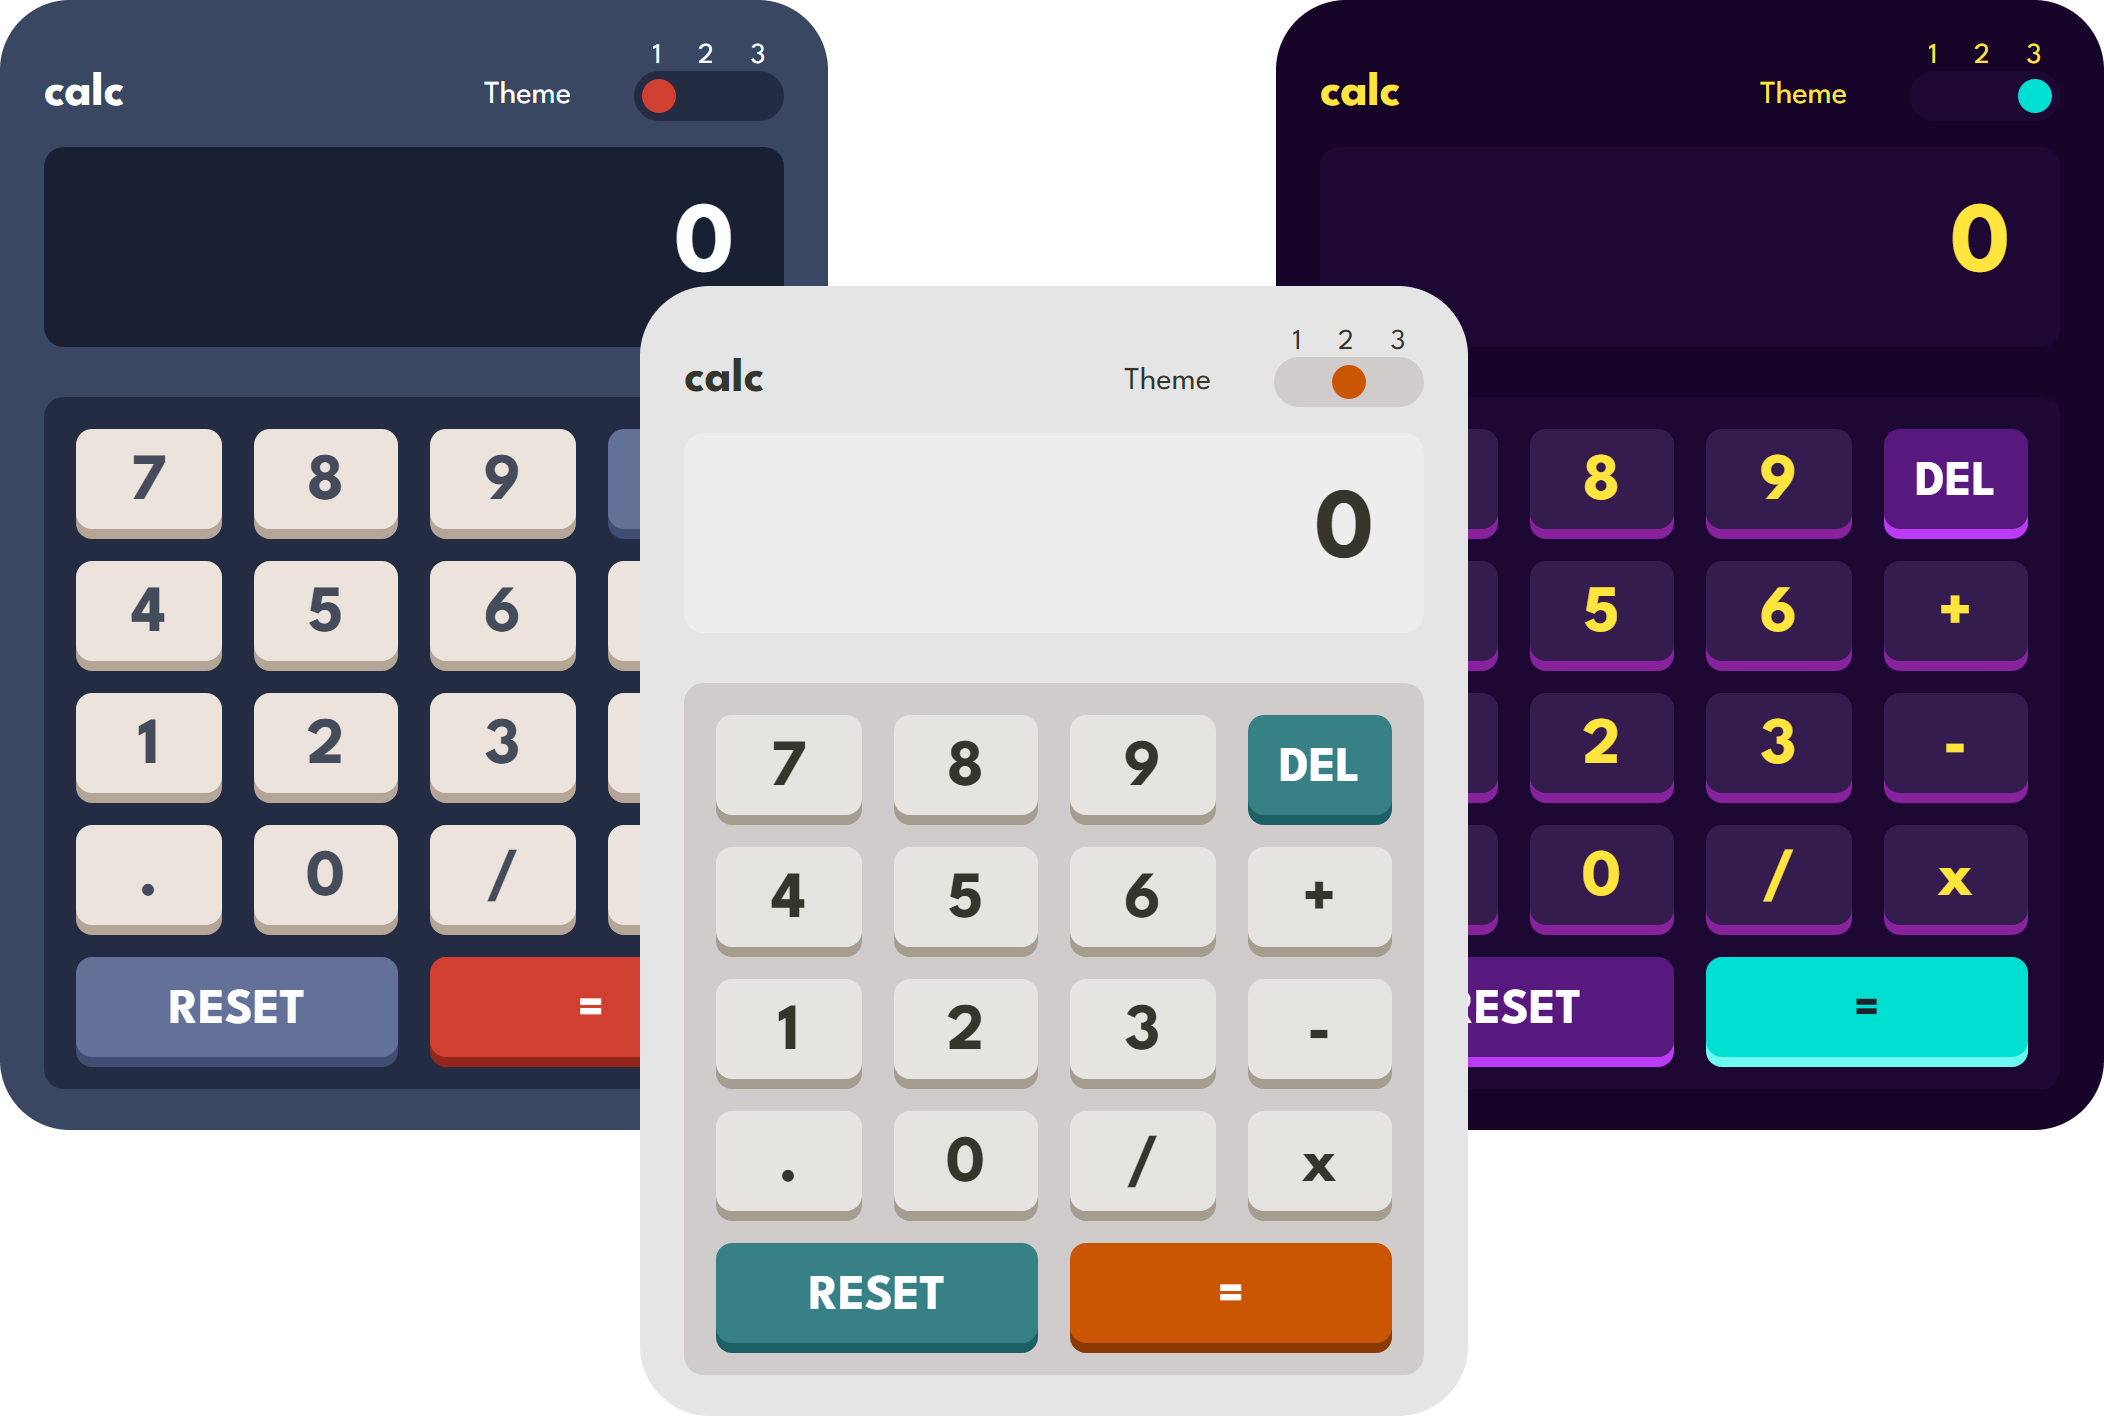 1 2 3
calc Theme
0
7 8 9
4 5 6
1 2 3
. 0 /
RESET =
1 2 3
calc Theme
0
7 8 9 DEL
4 5 6 +
1 2 3 -
. 0 / x
RESET =
1 2 3
calc Theme
0
8 9 DEL
5 6 +
2 3 -
0 / x
RESET =